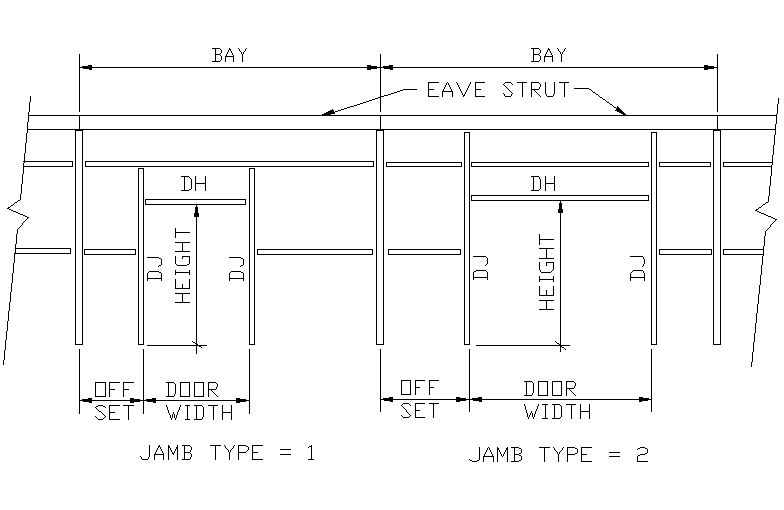 BAY
BAY
EAVE STRUT
DH
DH
DJ
HEIGHT
DJ
DJ
HEIGHT
DJ
OFF
SET
DOOR
WIDTH
OFF
SET
DOOR
WIDTH
JAMB TYPE = 1
JAMB TYPE = 2